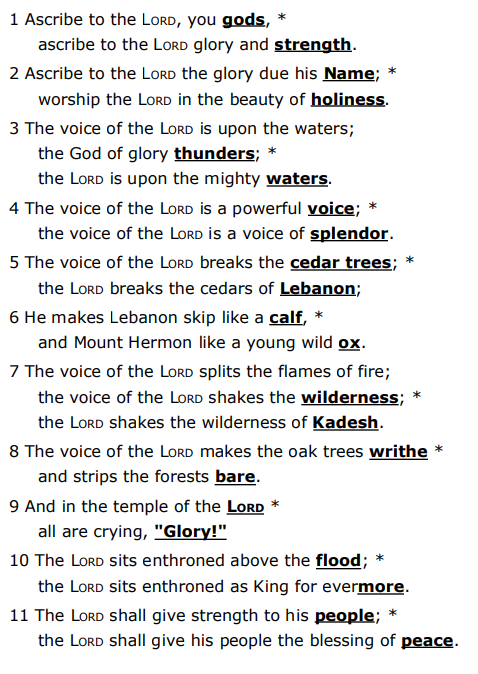 1 Ascribe to the LORD, you gods, *
ascribe to the LORD glory and strength.
2 Ascribe to the LORD the glory due his Name; *
worship the LORD in the beauty of holiness.
3 The voice of the LORD is upon the waters;
the God of glory thunders; *
the LORD is upon the mighty waters.
4 The voice of the LORD is a powerful voice; *
the voice of the LORD is a voice of splendor.
5 The voice of the LORD breaks the cedar trees; *
the LORD breaks the cedars of Lebanon;
6 He makes Lebanon skip like a calf, *
and Mount Hermon like a young wild ox.
7 The voice of the LORD splits the flames of fire;
the voice of the LORD shakes the wilderness; *
the LORD shakes the wilderness of Kadesh.
8 The voice of the LORD makes the oak trees writhe *
and strips the forests bare.
9 And in the temple of the LORD *
all are crying, "Glory!"
10 The LORD sits enthroned above the flood; *
the LORD sits enthroned as King for evermore.
11 The LORD shall give strength to his people; *
the LORD shall give his people the blessing of peace.